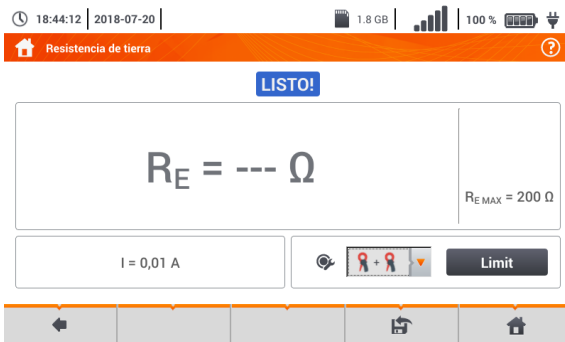 18:44:12 2018-07-20 1.8 GB 100 %
Resistencia de tierra ?
LISTO!
RE = --- Ω
RE MAX = 200 Ω
I = 0,01 A
+
Limit